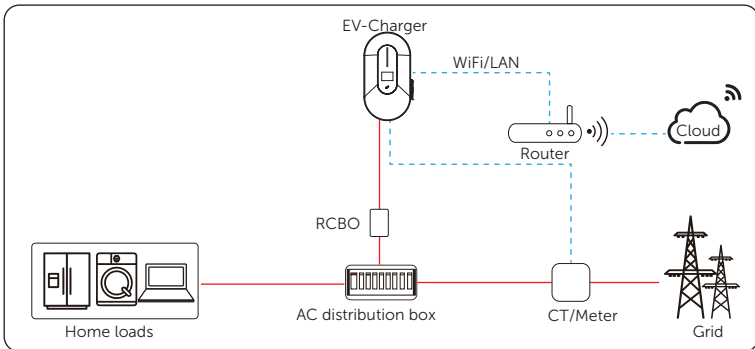 EV-Charger
WiFi/LAN
Cloud
Router
RCBO
Home loads
AC distribution box
CT/Meter
Grid